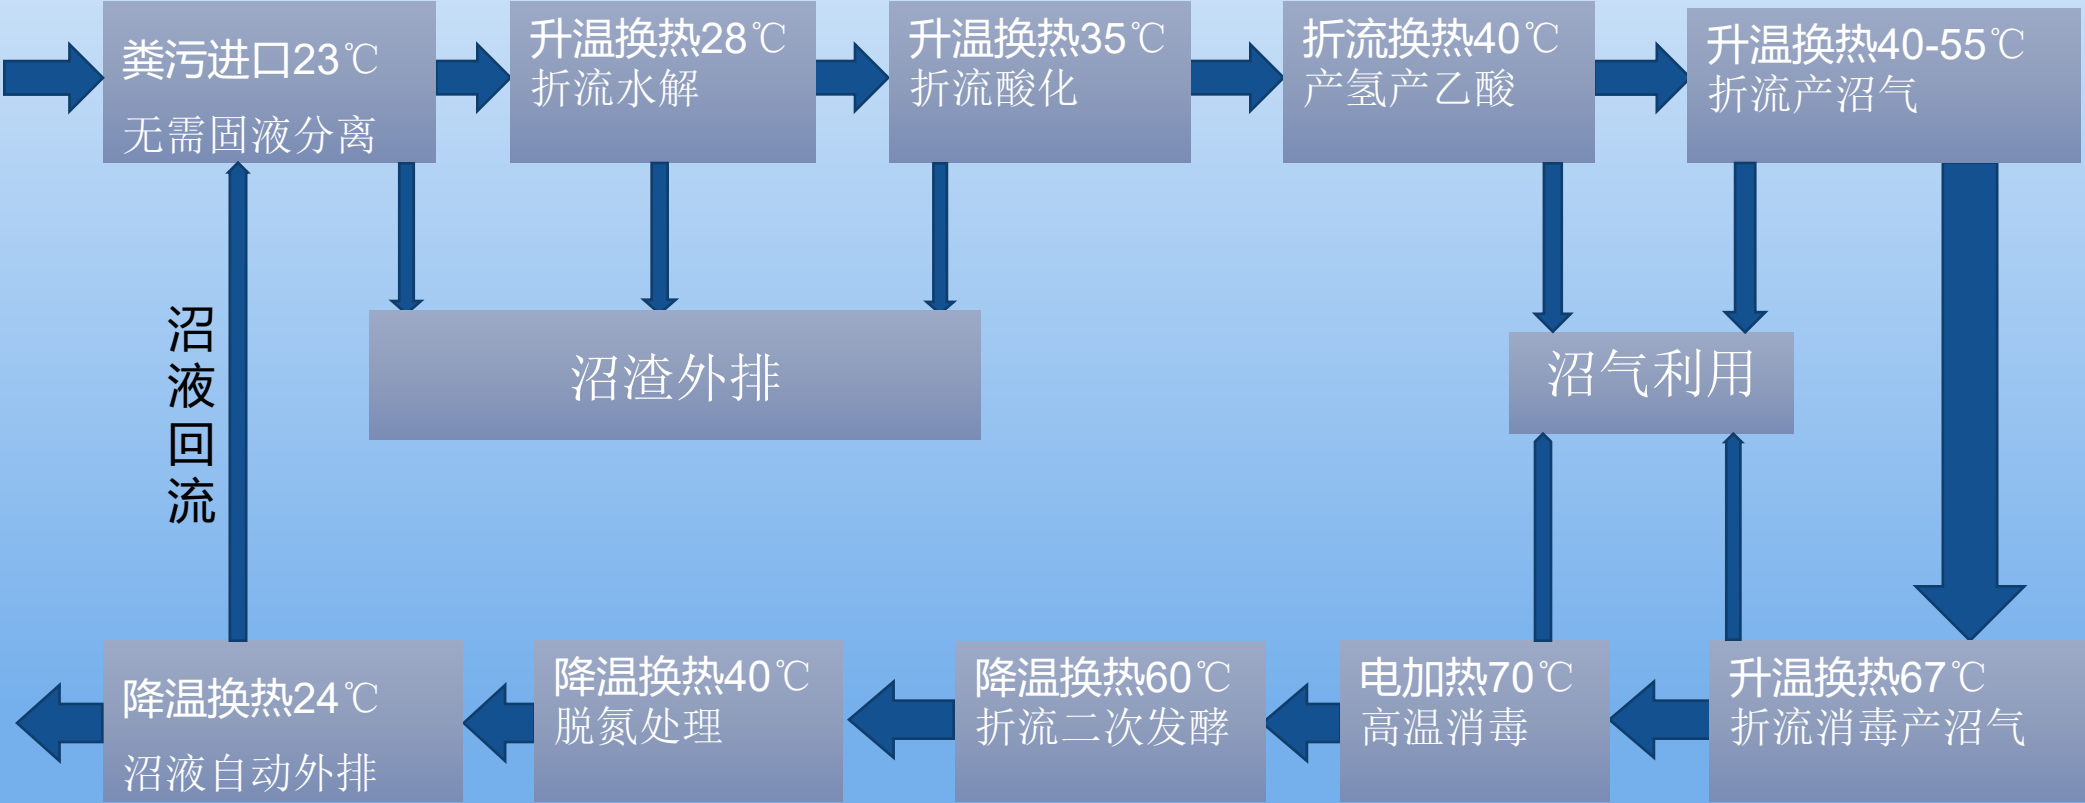 粪污进口23℃
无需固液分离
升温换热28℃
折流水解
升温换热35℃
折流酸化
折流换热40℃
产氢产乙酸
升温换热40-55℃
折流产沼气
沼渣外排
沼气利用
沼液回流
降温换热24℃
沼液自动外排
降温换热40℃
脱氮处理
降温换热60℃
折流二次发酵
电加热70℃
高温消毒
升温换热67℃
折流消毒产沼气